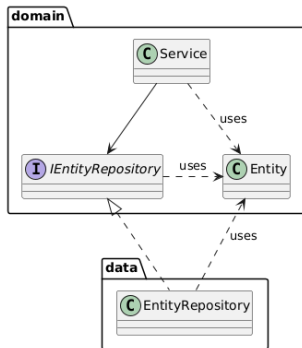 domain
C Service
uses
I IEntityRepository
uses
C Entity
uses
data
C EntityRepository